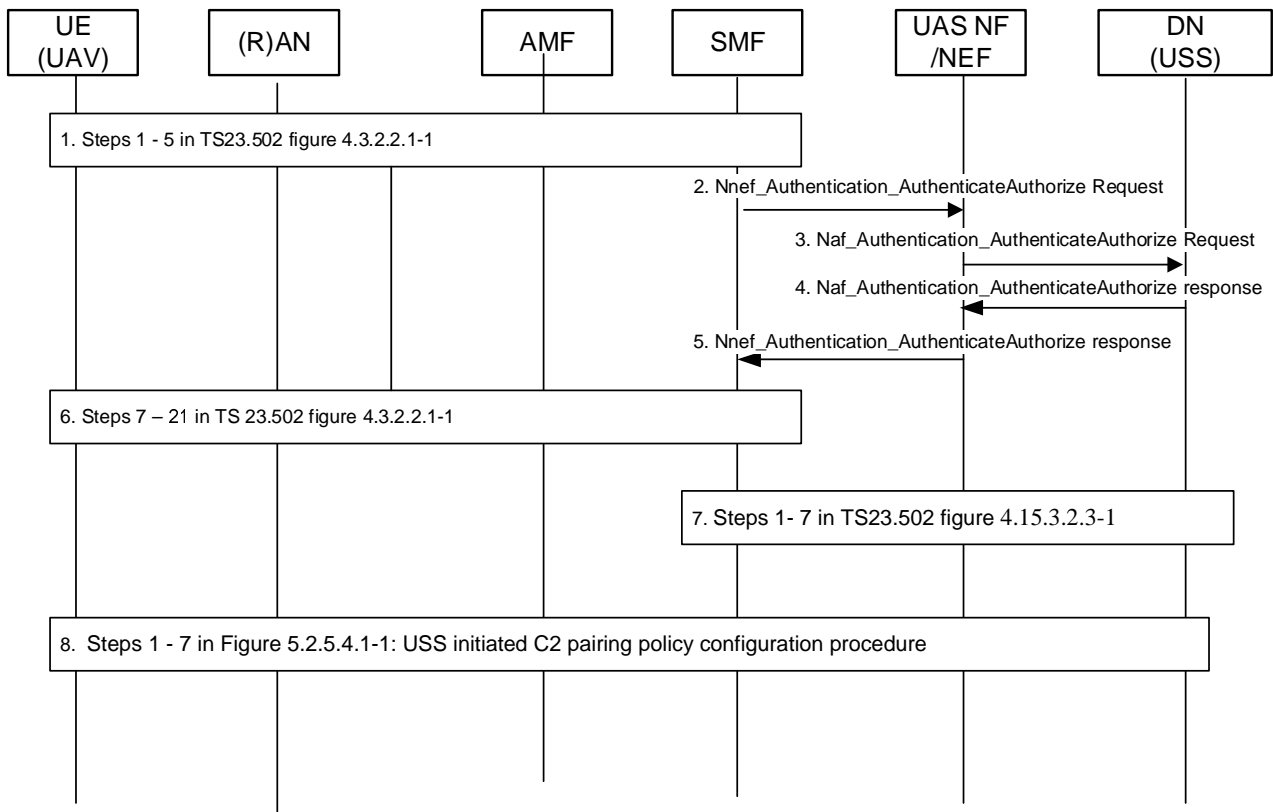 UE
(UAV)
(R)AN
AMF
SMF
UAS NF
/NEF
DN
(USS)
1. Steps 1 - 5 in TS23.502 figure 4.3.2.2.1-1
2. Nnef_Authentication_AuthenticateAuthorize Request
3. Naf_Authentication_AuthenticateAuthorize Request
4. Naf_Authentication_AuthenticateAuthorize response
5. Nnef_Authentication_AuthenticateAuthorize response
6. Steps 7 – 21 in TS 23.502 figure 4.3.2.2.1-1
7. Steps 1- 7 in TS23.502 figure 4.15.3.2.3-1
8. Steps 1 - 7 in Figure 5.2.5.4.1-1: USS initiated C2 pairing policy configuration procedure